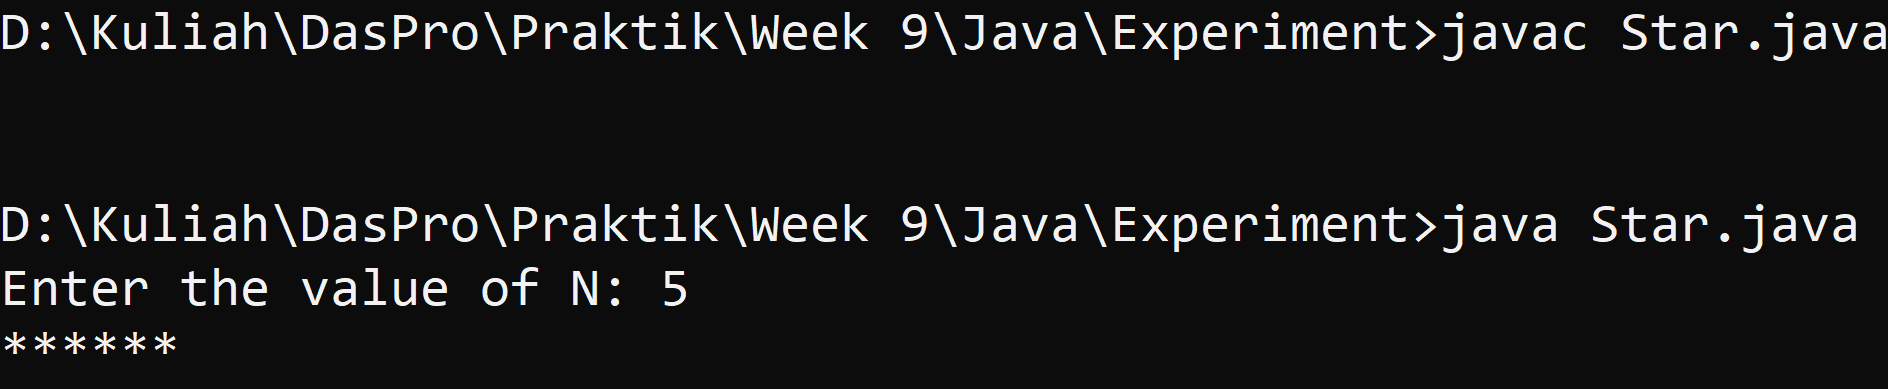 D:\Kuliah\DasPro\Praktik\Week 9\Java\Experiment>javac Star.java
D:\Kuliah\DasPro\Praktik\Week 9\Java\Experiment>java Star.java
Enter the value of N: 5
******